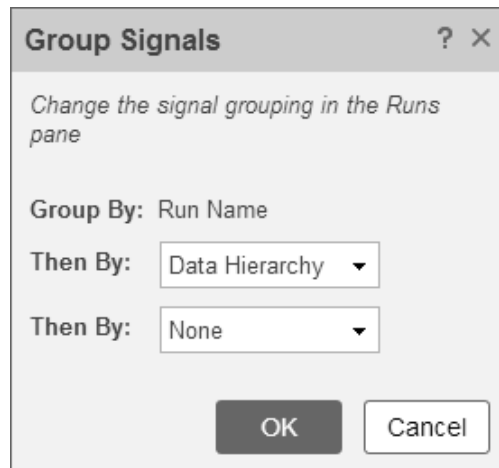 Group Signals ? ×
Change the signal grouping in the Runs
pane
Group By: Run Name
Then By: Data Hierarchy
Then By: None
OK Cancel